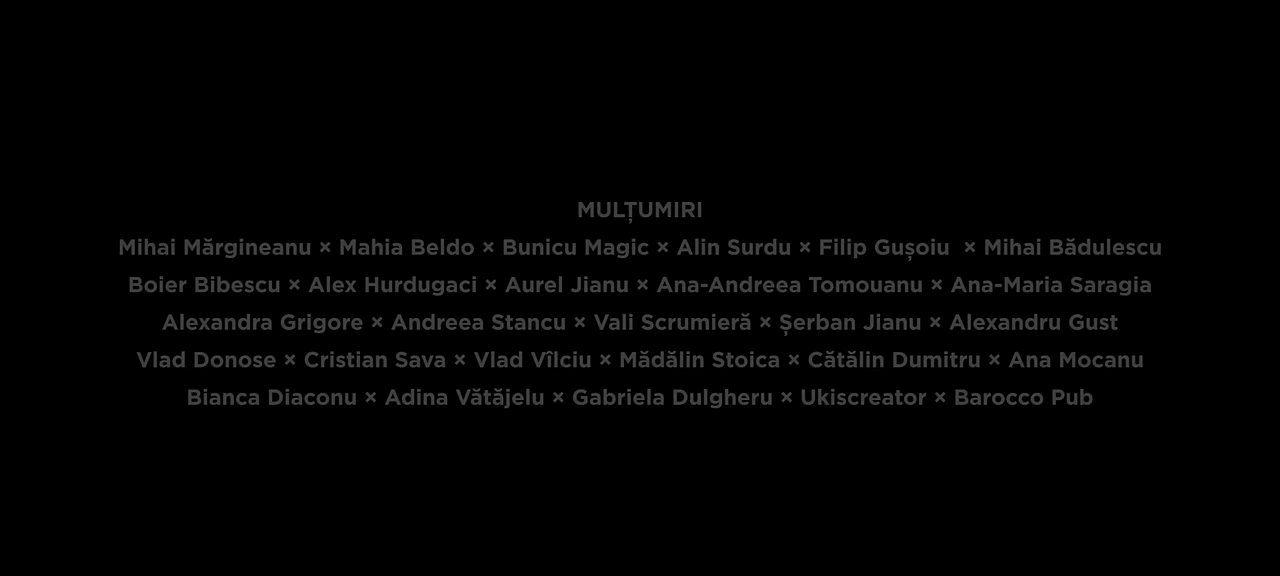 MULȚUMIRI
Mihai Mărgineanu × Mahia Beldo × Bunicu Magic × Alin Surdu × Filip Gușoiu × Mihai Bădulescu
Boier Bibescu × Alex Hurdugaci × Aurel Jianu × Ana-Andreea Tomouanu × Ana-Maria Saragia
Alexandra Grigore × Andreea Stancu × Vali Scrumieră × Șerban Jianu × Alexandru Gust
Vlad Donose × Cristian Sava × Vlad Vîlciu × Mădălin Stoica × Cătălin Dumitru × Ana Mocanu
Bianca Diaconu × Adina Vătăjelu × Gabriela Dulgheru × Ukiscreator × Barocco Pub